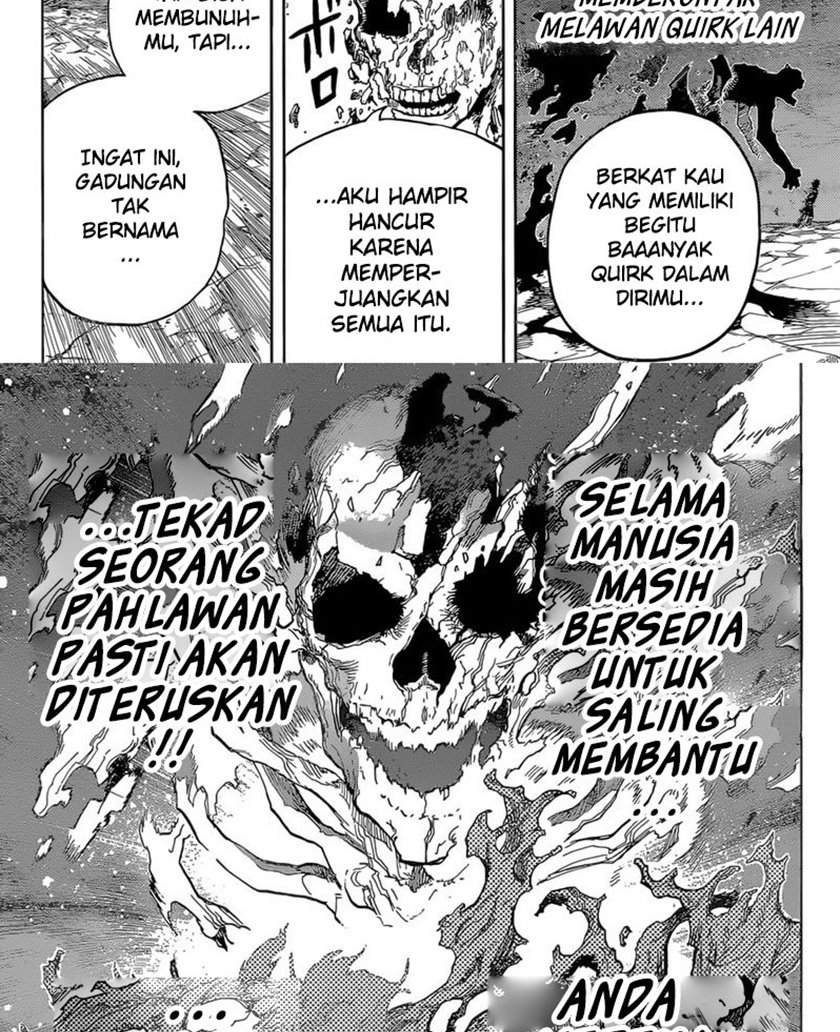 MEMBERONTAK
MELAWAN QUIRK LAIN
BERKAT KAU
YANG MEMILIKI
BEGITU
BAAANYAK
QUIRK DALAM
DIRIMU...
...AKU HAMPIR
HANCUR
KARENA
MEMPER-
JUANGKAN
SEMUA ITU.
MEMBUNUH-
MU, TAPI...
INGAT INI,
GADUNGAN
TAK
BERNAMA
...
SELAMA
MANUSIA
MASIH
BERSEDIA
UNTUK
SALING
MEMBANTU
...
...TEKAD
SEORANG
PAHLAWAN
PASTI AKAN
DITERUSKAN
!!
ANDA
...